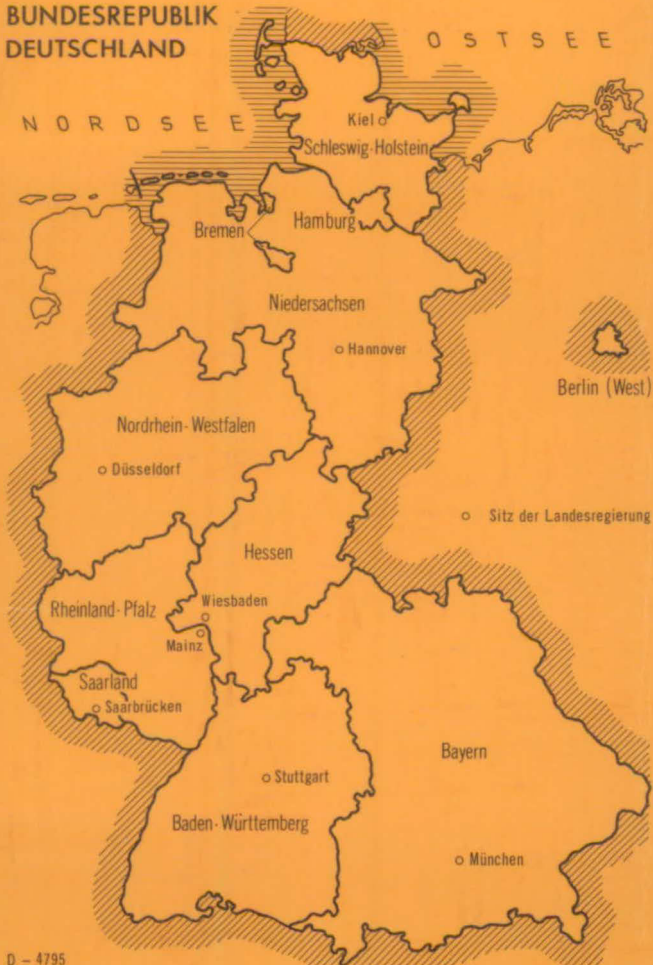 BUNDESREPUBLIK
DEUTSCHLAND
OSTSEE
NORDSEE
Kiel
Schleswig-Holstein
Bremen
Hamburg
Niedersachsen
Hannover
Berlin (West)
Nordrhein-Westfalen
Düsseldorf
Sitz der Landesregierung
Hessen
Rheinland-Pfalz
Wiesbaden
Mainz
Saarland
Saarbrücken
Bayern
Stuttgart
Baden-Württemberg
München
D - 4795